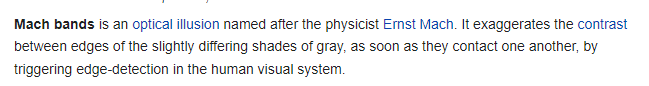 Mach bands is an optical illusion named after the physicist Ernst Mach. It exaggerates the contrast
between edges of the slightly differing shades of gray, as soon as they contact one another, by
triggering edge-detection in the human visual system.